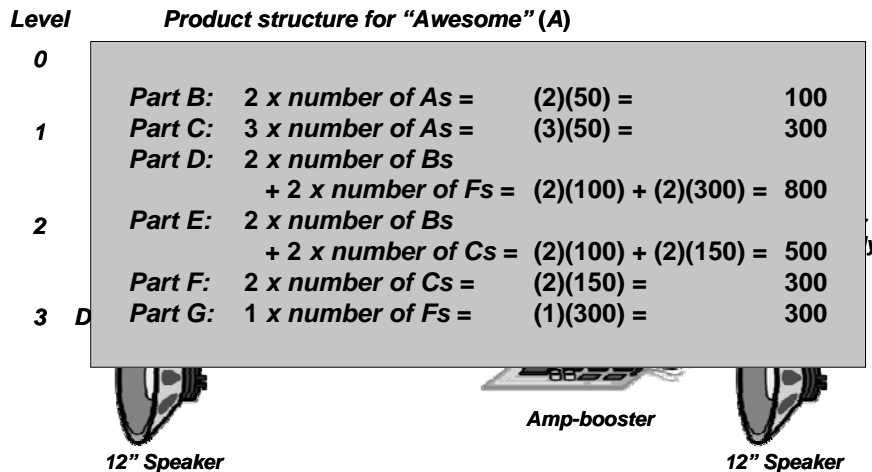 Level Product structure for “Awesome” (A)
0
Part B: 2 x number of As = (2)(50) = 100
1 Part C: 3 x number of As = (3)(50) = 300
Part D: 2 x number of Bs
+ 2 x number of Fs = (2)(100) + (2)(300) = 800
2 Part E: 2 x number of Bs
+ 2 x number of Cs = (2)(100) + (2)(150) = 500
Part F: 2 x number of Cs = (2)(150) = 300
3 D Part G: 1 x number of Fs = (1)(300) = 300
Amp-booster
12” Speaker 12” Speaker